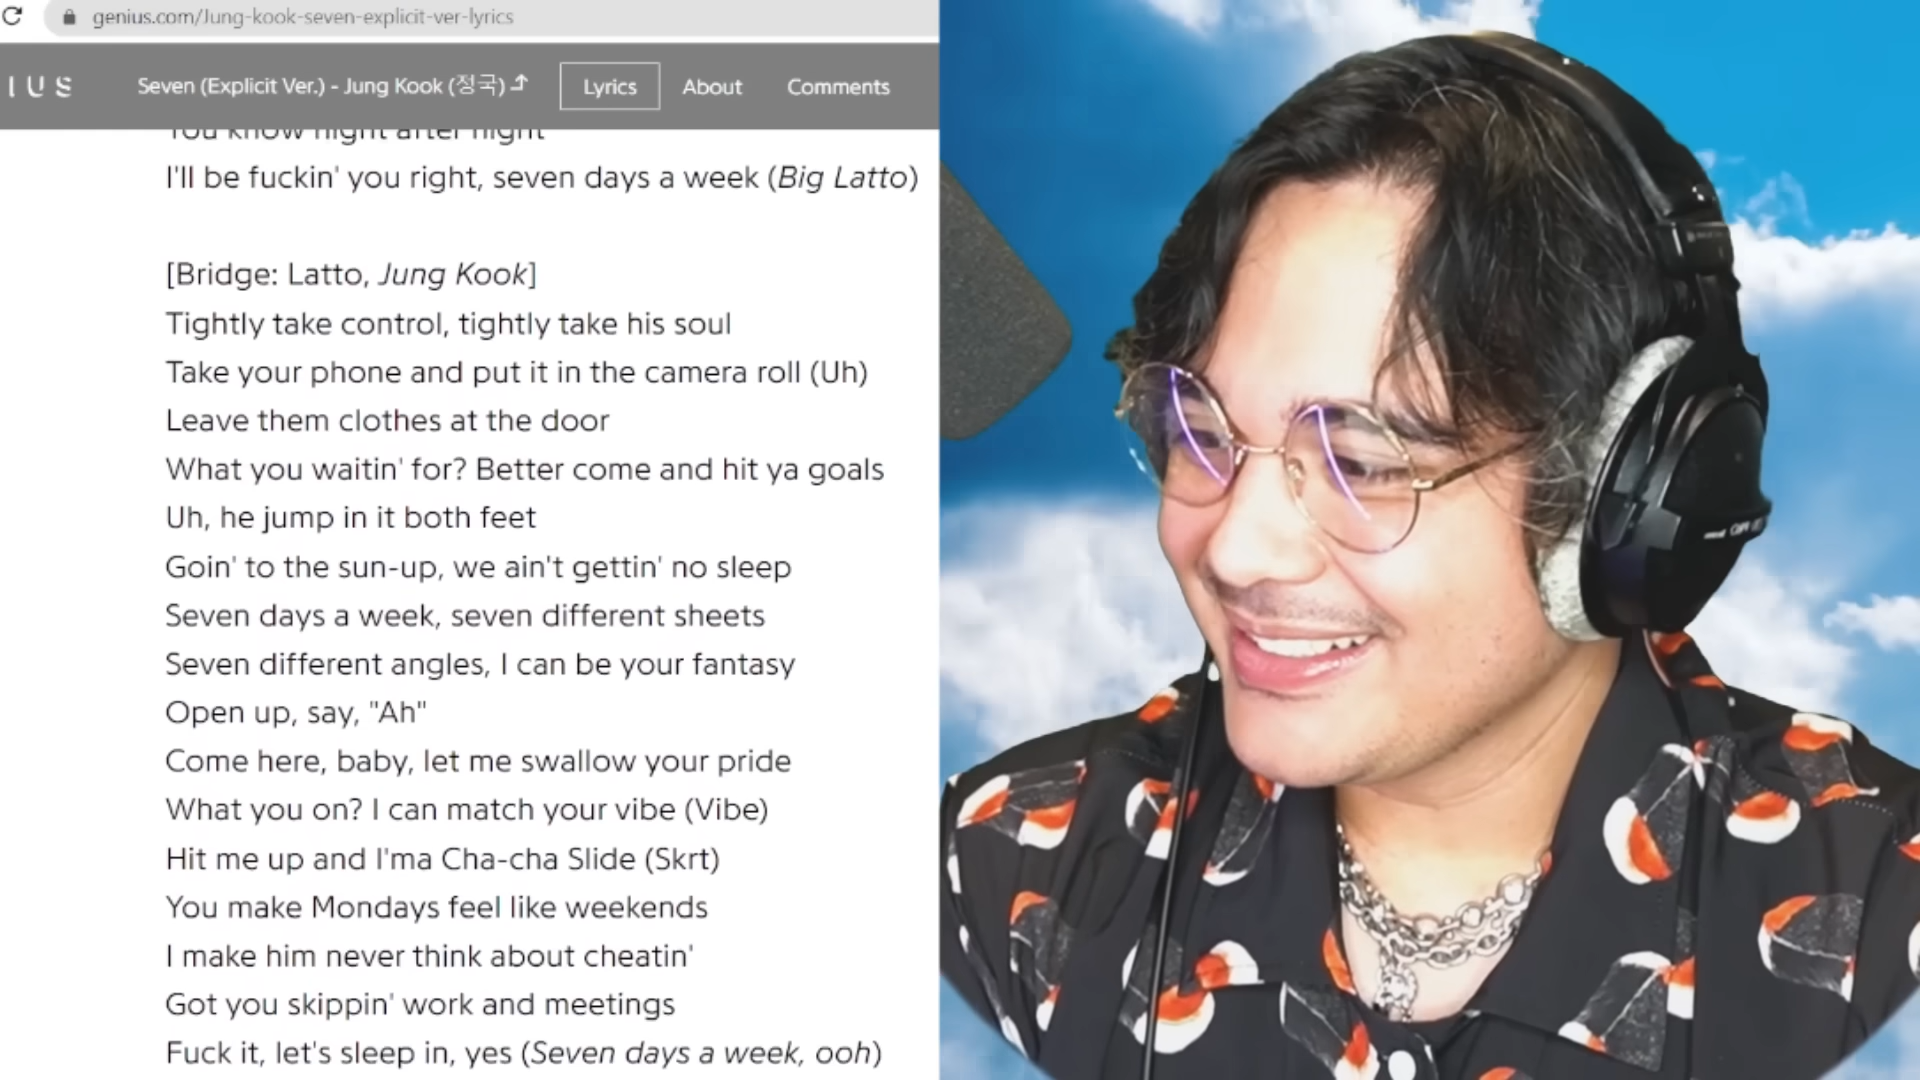 genius.com/Jung-kook-seven-explicit-ver-lyrics
IUS Seven (Explicit Ver.) - Jung Kook (정국) Lyrics About Comments
You know night after night
I'll be fuckin' you right, seven days a week (Big Latto)
[Bridge: Latto, Jung Kook]
Tightly take control, tightly take his soul
Take your phone and put it in the camera roll (Uh)
Leave them clothes at the door
What you waitin' for? Better come and hit ya goals
Uh, he jump in it both feet
Goin' to the sun-up, we ain't gettin' no sleep
Seven days a week, seven different sheets
Seven different angles, I can be your fantasy
Open up, say, "Ah"
Come here, baby, let me swallow your pride
What you on? I can match your vibe (Vibe)
Hit me up and I'ma Cha-cha Slide (Skrt)
You make Mondays feel like weekends
I make him never think about cheatin'
Got you skippin' work and meetings
Fuck it, let's sleep in, yes (Seven days a week, ooh)